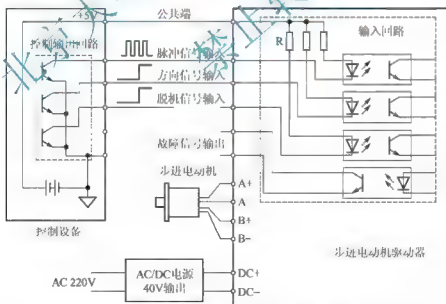 +5V
公共端
控制输出回路
脉冲信号输入
方向信号输入
脱机信号输入
故障信号输出
R
输入回路
步进电动机
A+
A
B+
B-
控制设备
步进电动机驱动器
AC 220V
AC/DC电源
40V输出
DC+
DC-